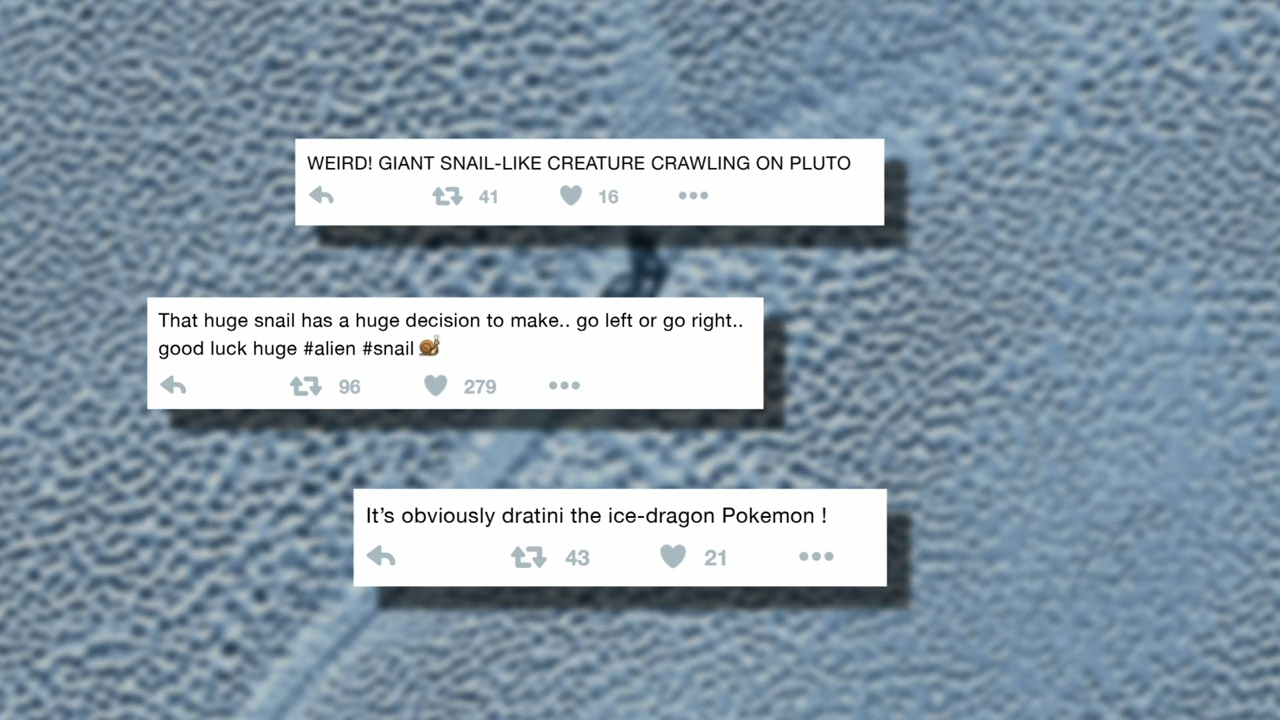 WEIRD! GIANT SNAIL-LIKE CREATURE CRAWLING ON PLUTO
41 16
That huge snail has a huge decision to make.. go left or go right..
good luck huge #alien #snail 🐌
96 279
It’s obviously dratini the ice-dragon Pokemon !
43 21